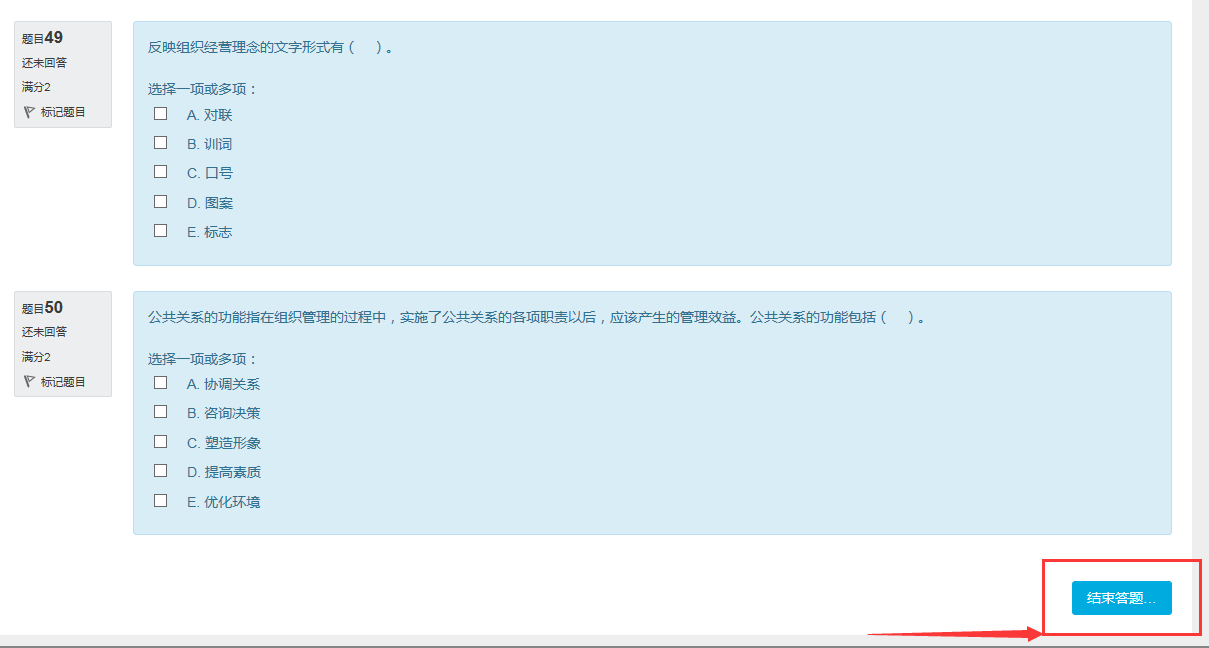 题目49
还未回答
满分2
标记题目
反映组织经营理念的文字形式有（　）。
选择一项或多项：
A. 对联
B. 训词
C. 口号
D. 图案
E. 标志
题目50
还未回答
满分2
标记题目
公共关系的功能指在组织管理的过程中，实施了公共关系的各项职责以后，应该产生的管理效益。公共关系的功能包括（　）。
选择一项或多项：
A. 协调关系
B. 咨询决策
C. 塑造形象
D. 提高素质
E. 优化环境
结束答题...